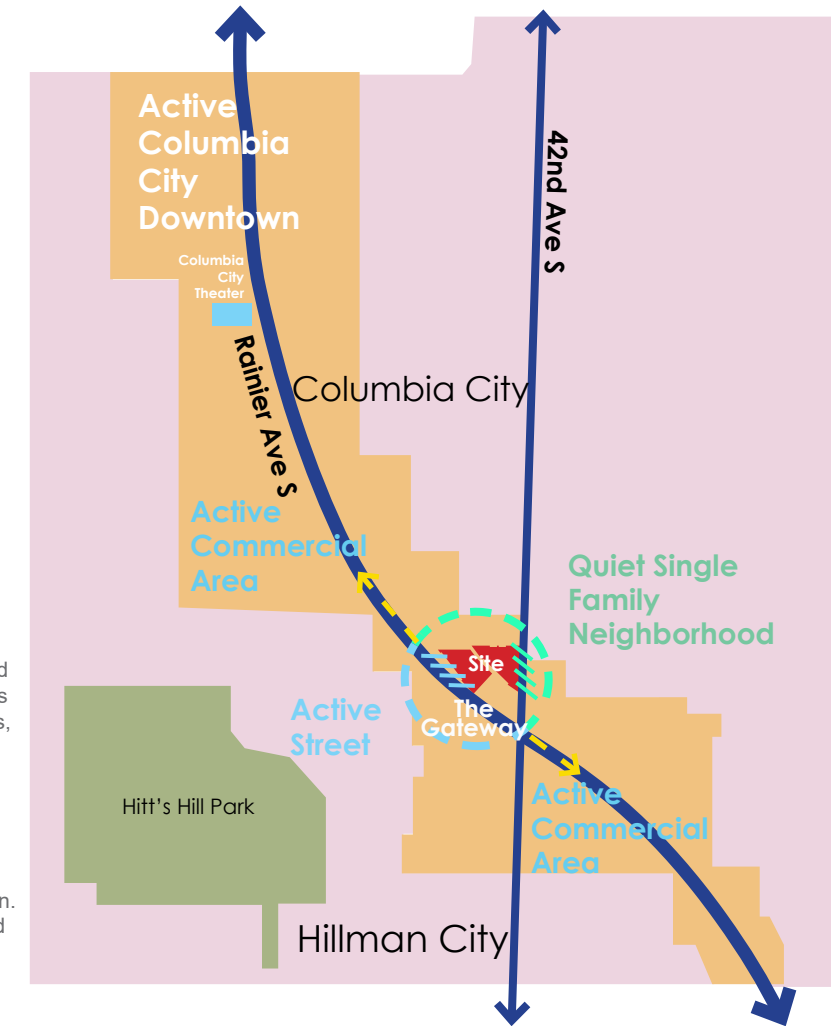 Active
Columbia
City
Downtown
42nd Ave S
Columbia
City
Theater
Rainier Ave S
Columbia City
Active
Commercial
Area
Quiet Single
Family
Neighborhood
Site
The
Gateway
Active
Street
Active
Commercial
Area
Hitt's Hill Park
Hillman City
d
s
s,
n.
d